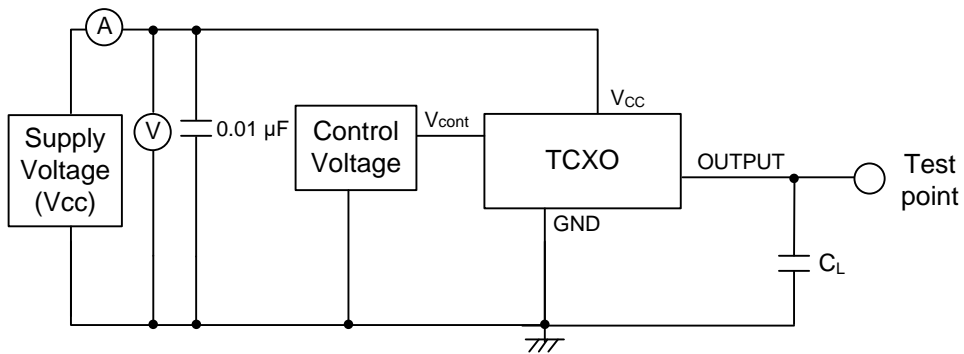 A
V
0.01 µF
Supply
Voltage
(Vcc)
Control
Voltage
Vcont
VCC
TCXO
GND
OUTPUT
Test
point
CL